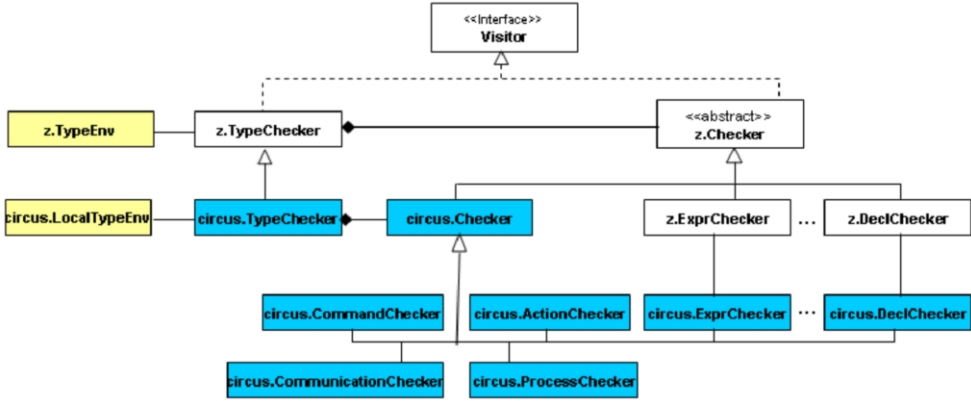 <<Interface>>
Visitor
z.TypeEnv
z.TypeChecker
<<abstract>>
z.Checker
circus.LocalTypeEnv
circus.TypeChecker
circus.Checker
z.ExprChecker
...
z.DeclChecker
circus.CommandChecker
circus.ActionChecker
circus.ExprChecker
...
circus.DeclChecker
circus.CommunicationChecker
circus.ProcessChecker